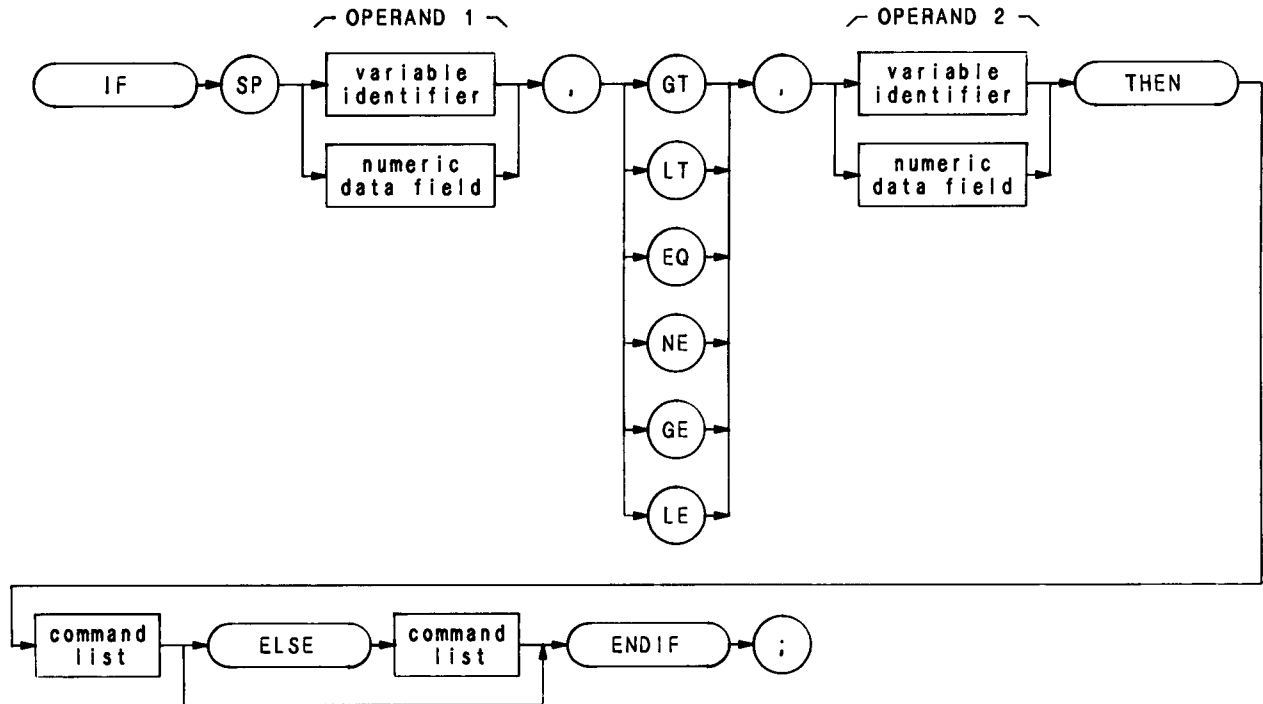 OPERAND 1 OPERAND 2
IF SP variable identifier , GT , variable identifier THEN
numeric data field LT numeric data field
EQ
NE
GE
LE
command list ELSE command list ENDIF ;